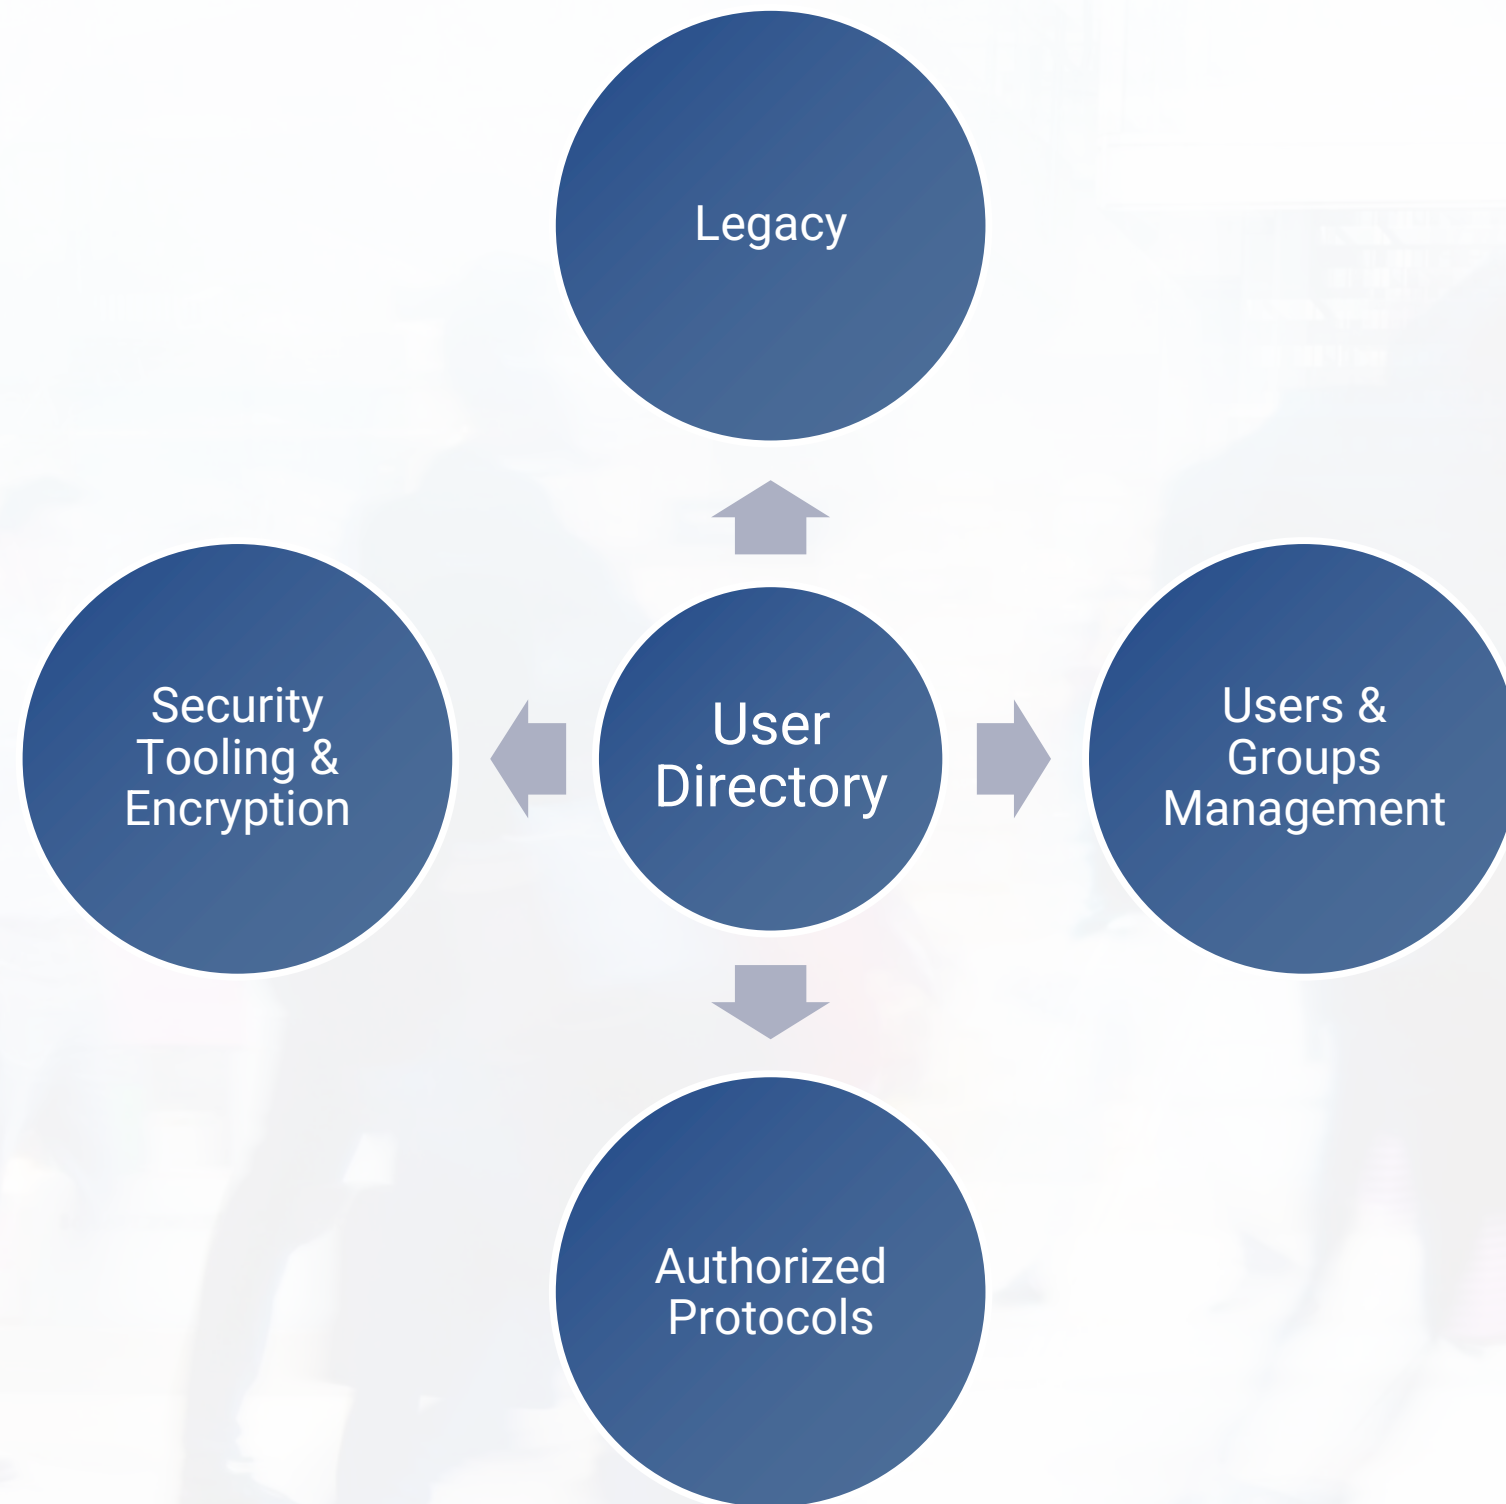 Legacy
Security
Tooling &
Encryption
User
Directory
Users &
Groups
Management
Authorized
Protocols